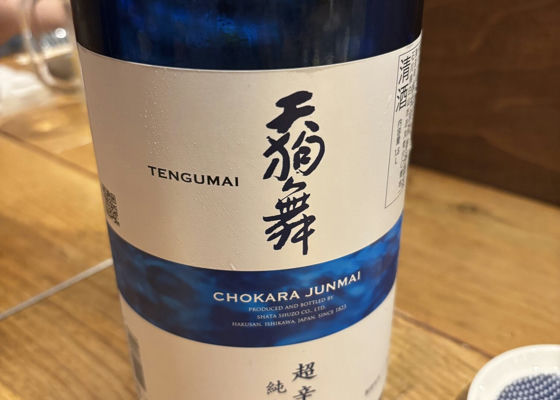 天狗舞
TENGUMAI
清酒
CHOKARA JUNMAI
PRODUCED AND BOTTLED BY
SHATA SHUZO CO., LTD.
HAKUSAN, ISHIKAWA, JAPAN, SINCE 1823
超辛
純